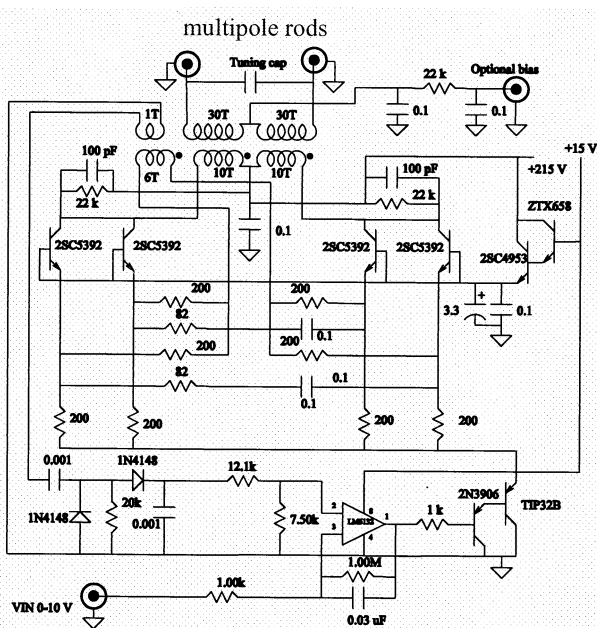 multipole rods
Tuning cap
22 k
Optional bias
1T
30T
30T
0.1
0.1
+15 V
100 pF
100 pF
+215 V
6T
10T
10T
22 k
22 k
ZTX658
0.1
2SC5392
2SC5392
2SC5392
2SC5392
2SC4953
200
200
3.3
+
0.1
82
0.1
200
200
82
0.1
0.1
200
200
200
200
0.001
1N4148
12.1k
2N3906
TIP32B
1N4148
20k
0.001
7.50k
2
3
8
1
4
1 k
1.00M
1.00k
VIN 0-10 V
0.03 uF